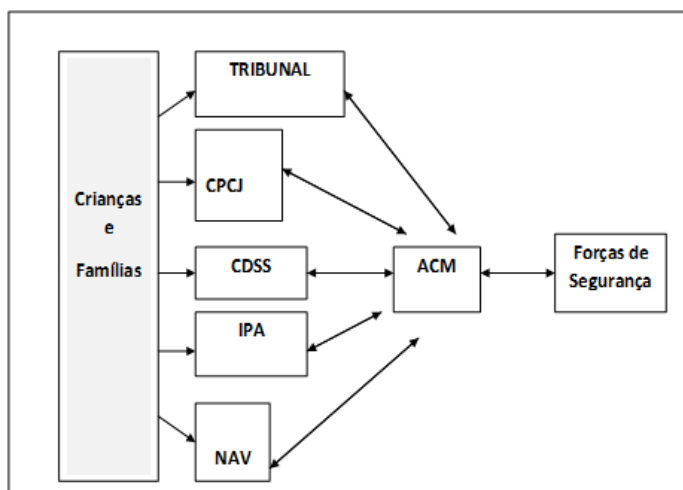 Crianças
e
Famílias
TRIBUNAL
CPCJ
CDSS
IPA
NAV
ACM
Forças de
Segurança